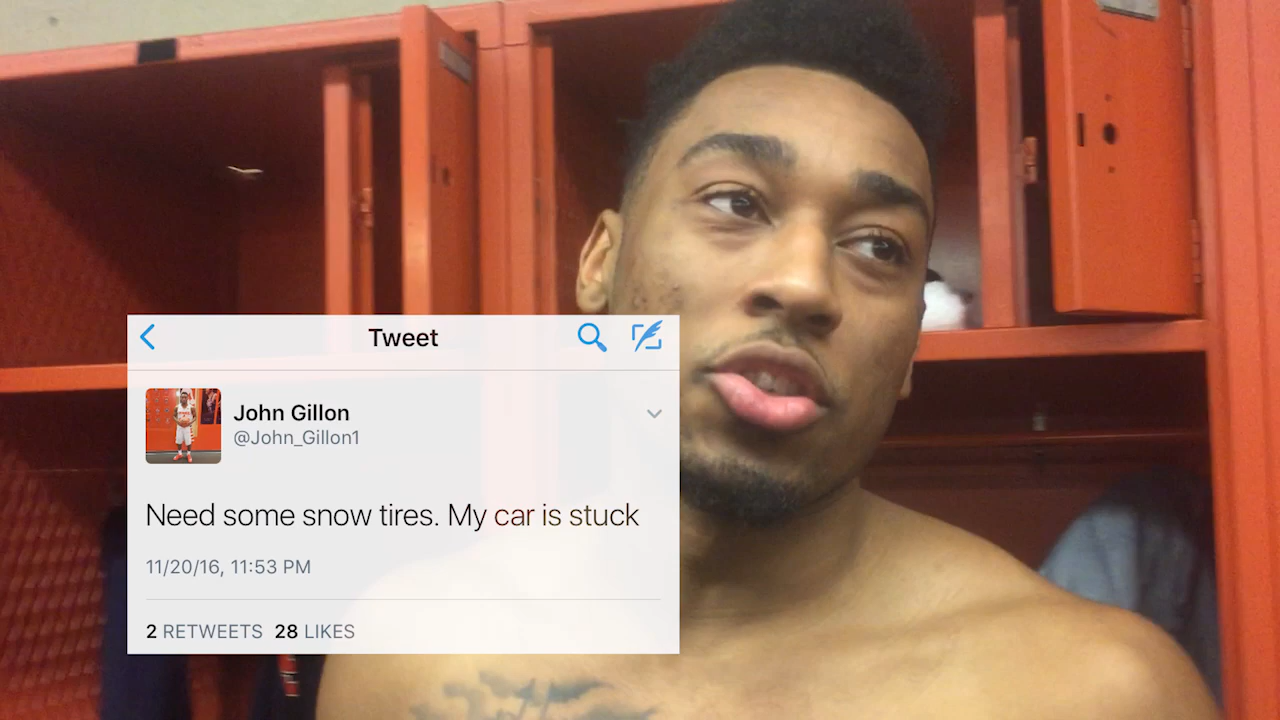 Tweet
John Gillon
@John_Gillon1
Need some snow tires. My car is stuck
11/20/16, 11:53 PM
2 RETWEETS 28 LIKES